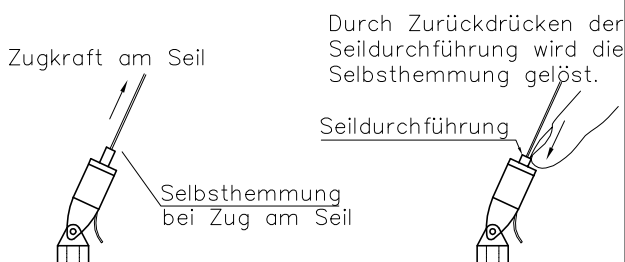 Zugkraft am Seil
Selbsthemmung
bei Zug am Seil
Durch Zurückdrücken der
Seildurchführung wird die
Selbsthemmung gelöst.
Seildurchführung